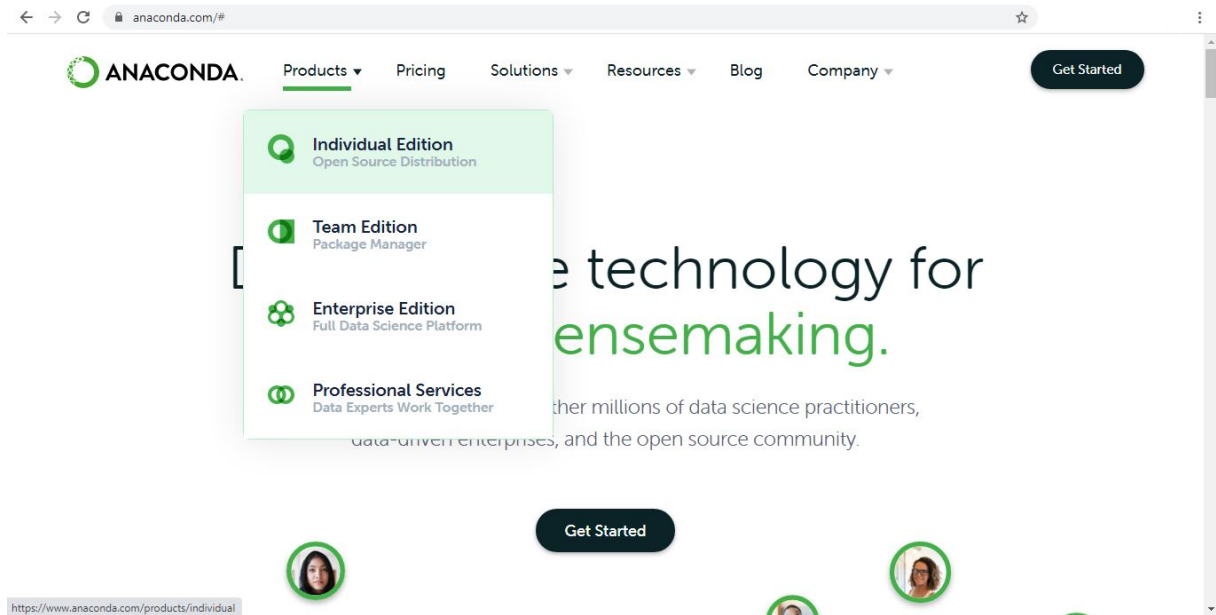 anaconda.com/#
ANACONDA.
Products Pricing Solutions Resources Blog Company Get Started
Individual Edition
Open Source Distribution
Team Edition
Package Manager
Enterprise Edition
Full Data Science Platform
Professional Services
Data Experts Work Together
technology for
ensemaking.
millions of data science practitioners,
data-driven enterprises, and the open source community.
Get Started
https://www.anaconda.com/products/individual